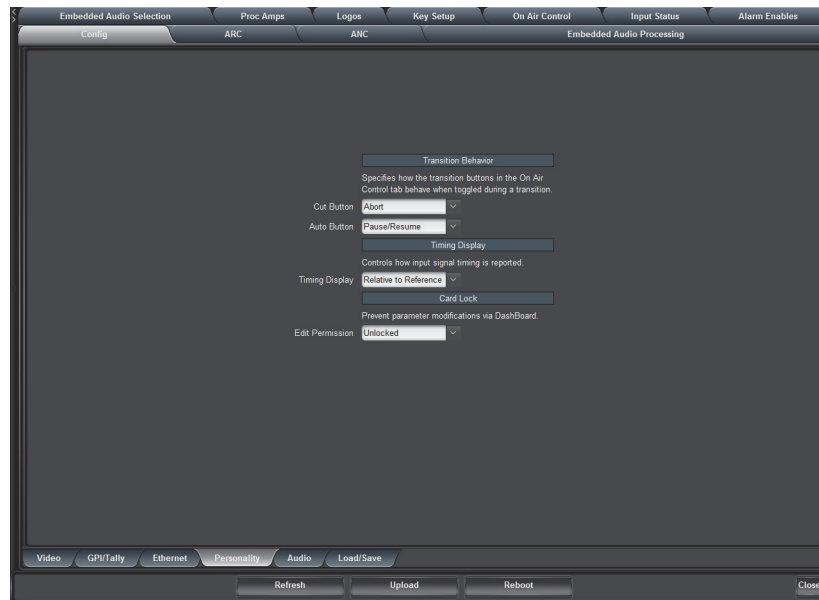 Embedded Audio Selection Proc Amps Logos Key Setup On Air Control Input Status Alarm Enables
Config ARC ANC Embedded Audio Processing
Transition Behavior
Specifies how the transition buttons in the On Air
Control tab behave when toggled during a transition.
Cut Button Abort
Auto Button Pause/Resume
Timing Display
Controls how input signal timing is reported.
Timing Display Relative to Reference
Card Lock
Prevent parameter modifications via DashBoard.
Edit Permission Unlocked
Video GPI/Tally Ethernet Personality Audio Load/Save
Refresh Upload Reboot Close